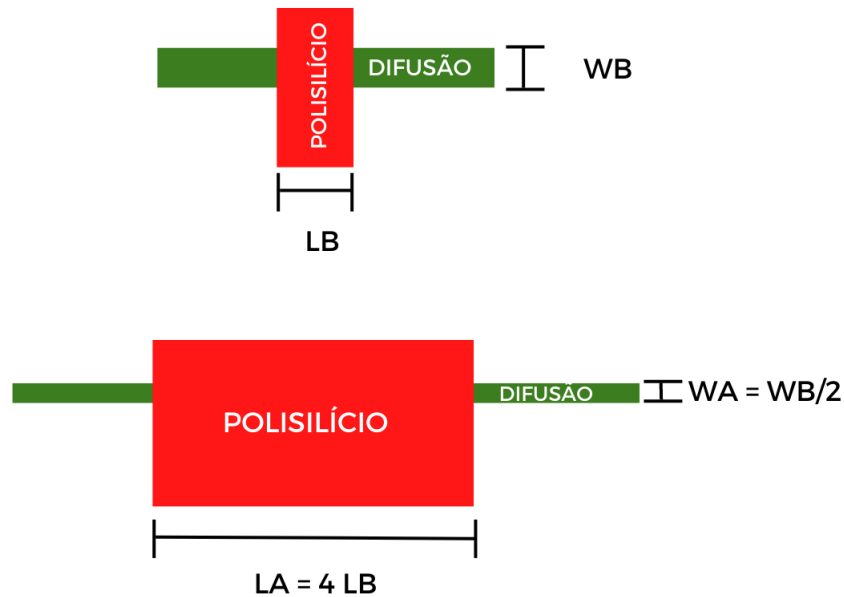 POLISILÍCIO
DIFUSÃO
WB
LB
POLISILÍCIO
DIFUSÃO
WA = WB/2
LA = 4 LB